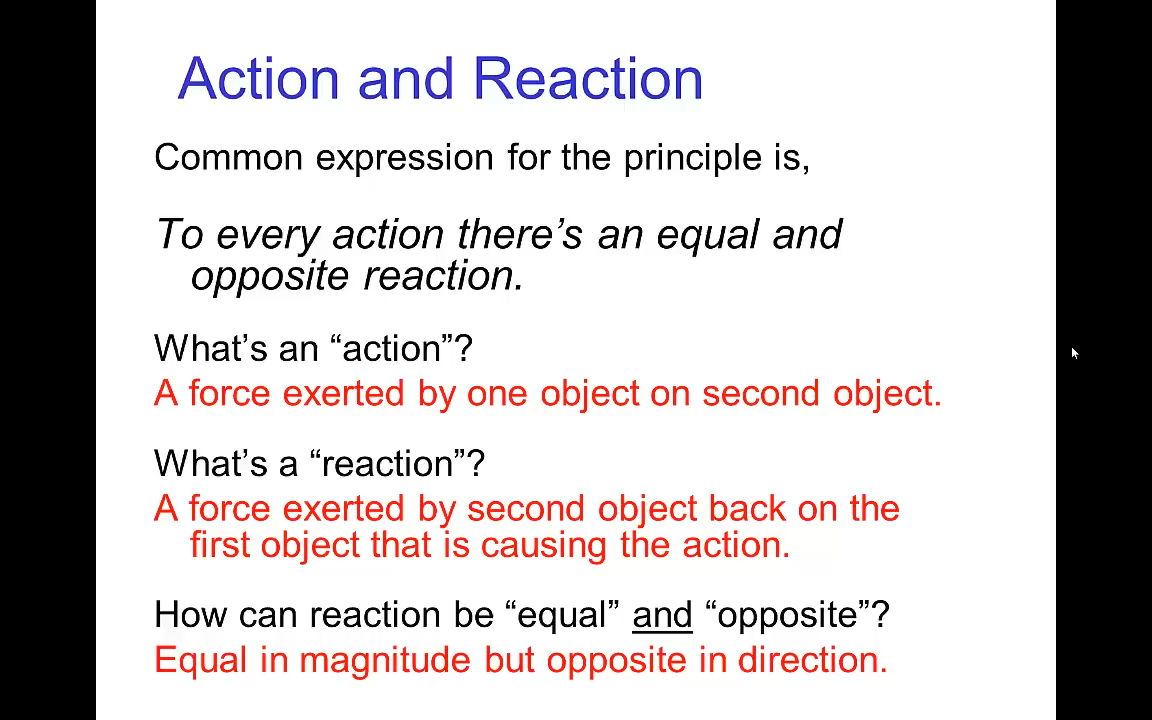 Action and Reaction
Common expression for the principle is,
To every action there’s an equal and
opposite reaction.
What’s an “action”?
A force exerted by one object on second object.
What’s a “reaction”?
A force exerted by second object back on the
first object that is causing the action.
How can reaction be “equal” and “opposite”?
Equal in magnitude but opposite in direction.